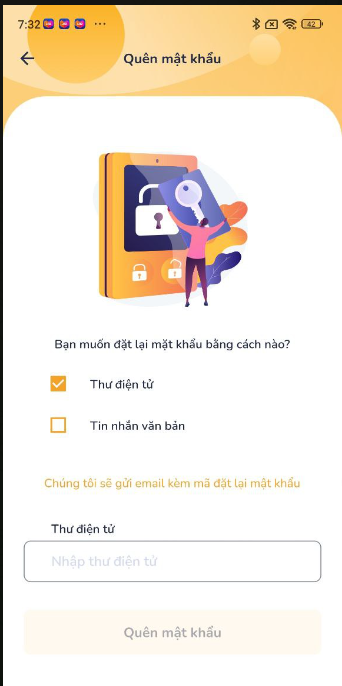 7:32
42
Quên mật khẩu
Bạn muốn đặt lại mặt khẩu bằng cách nào?
Thư điện tử
Tin nhắn văn bản
Chúng tôi sẽ gửi email kèm mã đặt lại mật khẩu
Thư điện tử
Nhập thư điện tử
Quên mật khẩu